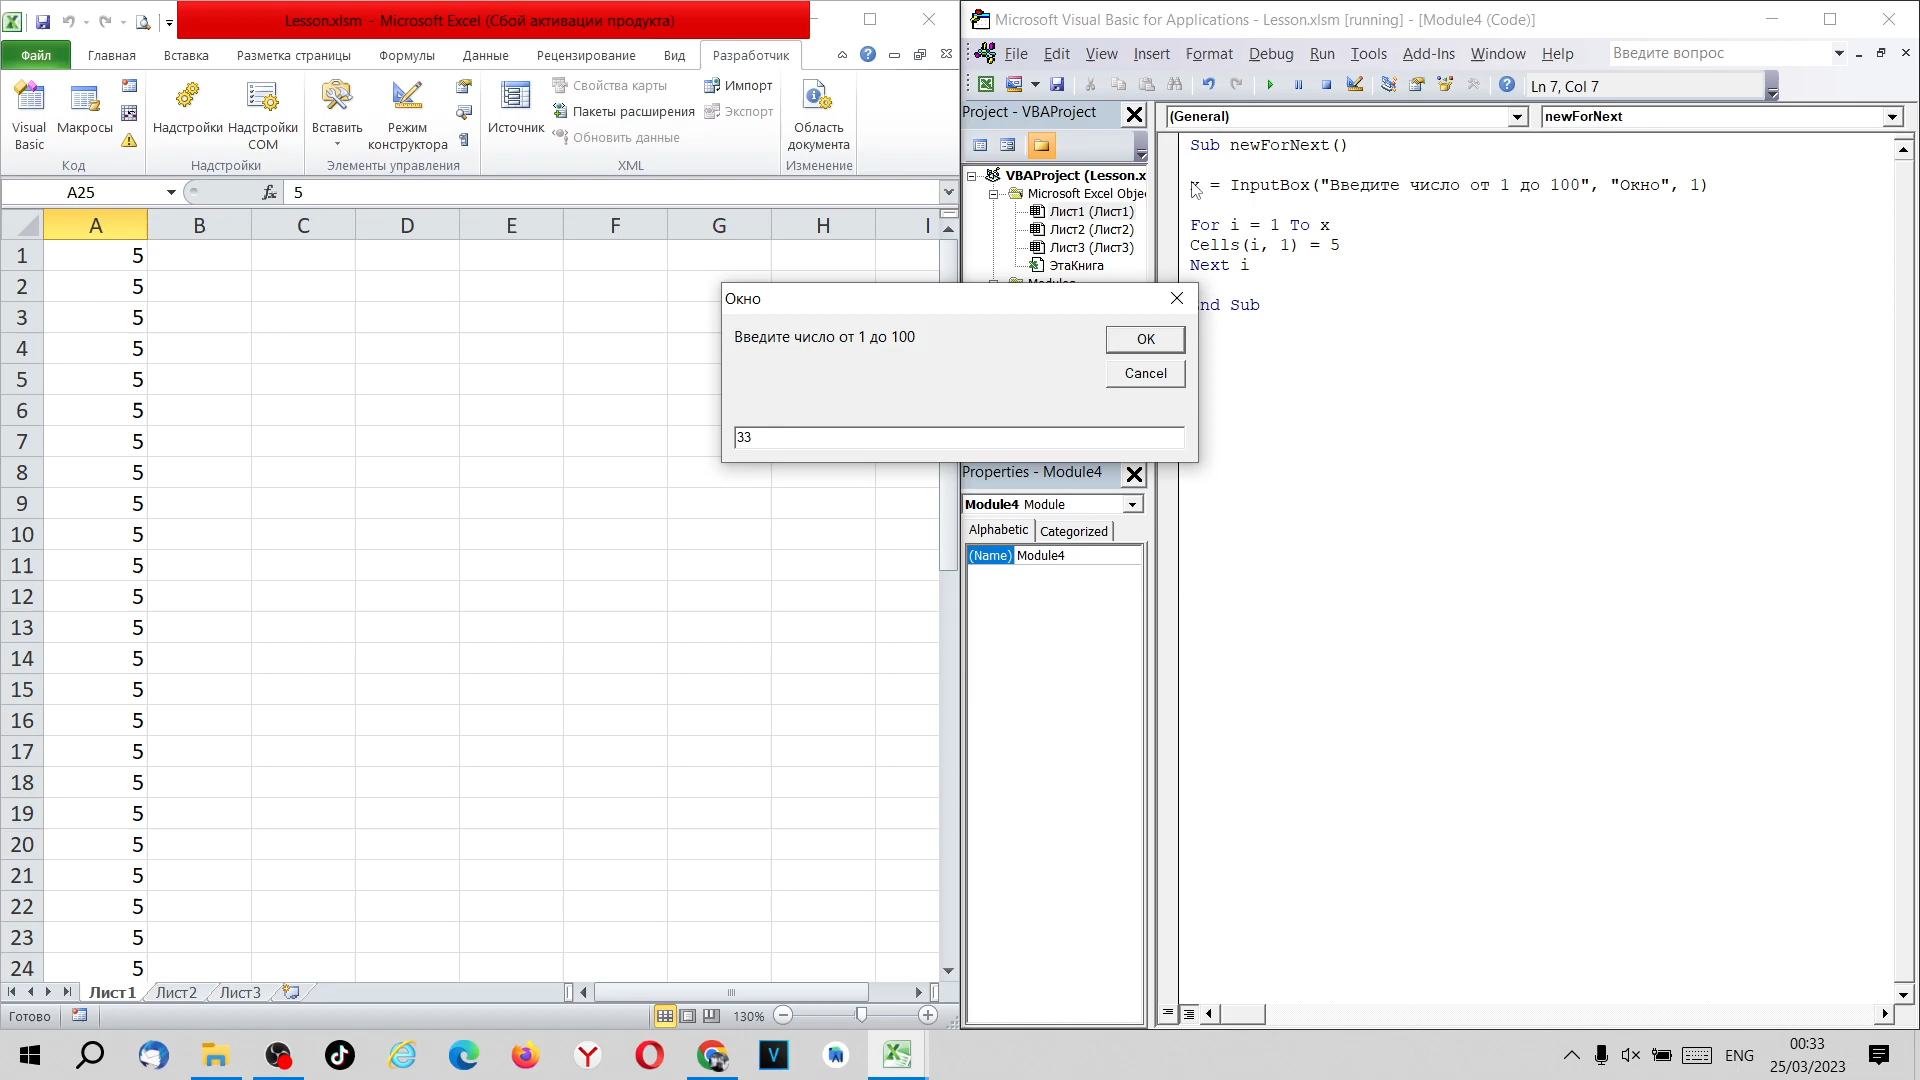 Lesson.xlsm - Microsoft Excel (Сбой активации продукта)
Файл Главная Вставка Разметка страницы Формулы Данные Рецензирование Вид Разработчик
Visual Basic
Макросы
Код
Надстройки
Надстройки COM
Надстройки
Вставить
Режим конструктора
Элементы управления
Источник
Свойства карты
Пакеты расширения
Обновить данные
Импорт
Экспорт
XML
Область документа
Изменение
A25
fx
5
A B C D E F G H I
1 5
2 5
3 5
4 5
5 5
6 5
7 5
8 5
9 5
10 5
11 5
12 5
13 5
14 5
15 5
16 5
17 5
18 5
19 5
20 5
21 5
22 5
23 5
24 5
Лист1 Лист2 Лист3
Готово
130%
Microsoft Visual Basic for Applications - Lesson.xlsm [running] - [Module4 (Code)]
File Edit View Insert Format Debug Run Tools Add-Ins Window Help
Введите вопрос
Ln 7, Col 7
Project - VBAProject
VBAProject (Lesson.x
Microsoft Excel Obje
Лист1 (Лист1)
Лист2 (Лист2)
Лист3 (Лист3)
ЭтаКнига
(General)
newForNext
Sub newForNext()
x = InputBox("Введите число от 1 до 100", "Окно", 1)
For i = 1 To x
Cells(i, 1) = 5
Next i
nd Sub
Окно
Введите число от 1 до 100
OK
Cancel
33
Properties - Module4
Module4 Module
Alphabetic Categorized
(Name) Module4
ENG
00:33
25/03/2023